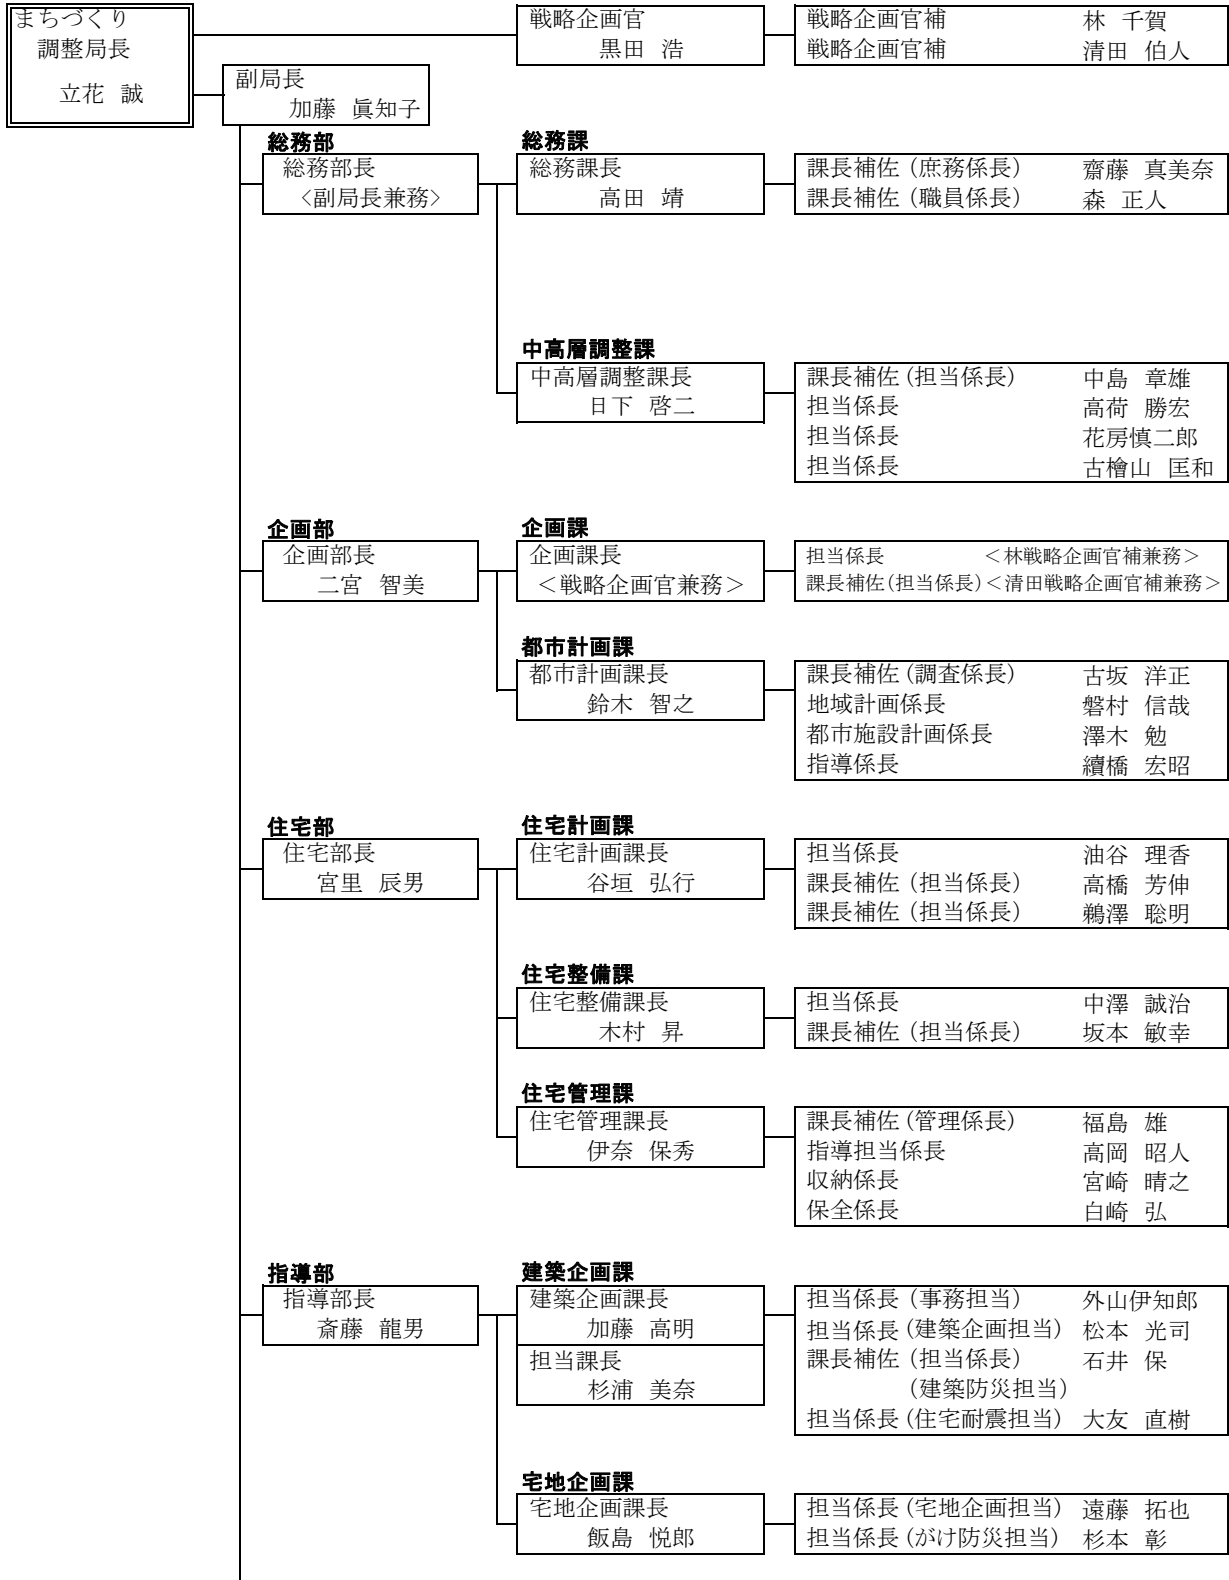 まちづくり
調整局長
立花 誠
戦略企画官
黒田 浩
戦略企画官補 林 千賀
戦略企画官補 清田 伯人
副局長
加藤 眞知子
総務部
総務部長
<副局長兼務>
総務課
総務課長
高田 靖
課長補佐(庶務係長) 齋藤 真美奈
課長補佐(職員係長) 森 正人
中高層調整課
中高層調整課長
日下 啓二
課長補佐(担当係長) 中島 章雄
担当係長 高荷 勝宏
担当係長 花房慎二郎
担当係長 古檜山 匡和
企画部
企画部長
二宮 智美
企画課
企画課長
<戦略企画官兼務>
担当係長 <林戦略企画官補兼務>
課長補佐(担当係長)<清田戦略企画官補兼務>
都市計画課
都市計画課長
鈴木 智之
課長補佐(調査係長) 古坂 洋正
地域計画係長 磐村 信哉
都市施設計画係長 澤木 勉
指導係長 續橋 宏昭
住宅部
住宅部長
宮里 辰男
住宅計画課
住宅計画課長
谷垣 弘行
担当係長 油谷 理香
課長補佐(担当係長) 高橋 芳伸
課長補佐(担当係長) 鵜澤 聡明
住宅整備課
住宅整備課長
木村 昇
担当係長 中澤 誠治
課長補佐(担当係長) 坂本 敏幸
住宅管理課
住宅管理課長
伊奈 保秀
課長補佐(管理係長) 福島 雄
指導担当係長 高岡 昭人
収納係長 宮崎 晴之
保全係長 白崎 弘
指導部
指導部長
斎藤 龍男
建築企画課
建築企画課長
加藤 高明
担当課長
杉浦 美奈
担当係長(事務担当) 外山伊知郎
担当係長(建築企画担当) 松本 光司
課長補佐(担当係長) 石井 保
(建築防災担当)
担当係長(住宅耐震担当) 大友 直樹
宅地企画課
宅地企画課長
飯島 悦郎
担当係長(宅地企画担当) 遠藤 拓也
担当係長(がけ防災担当) 杉本 彰